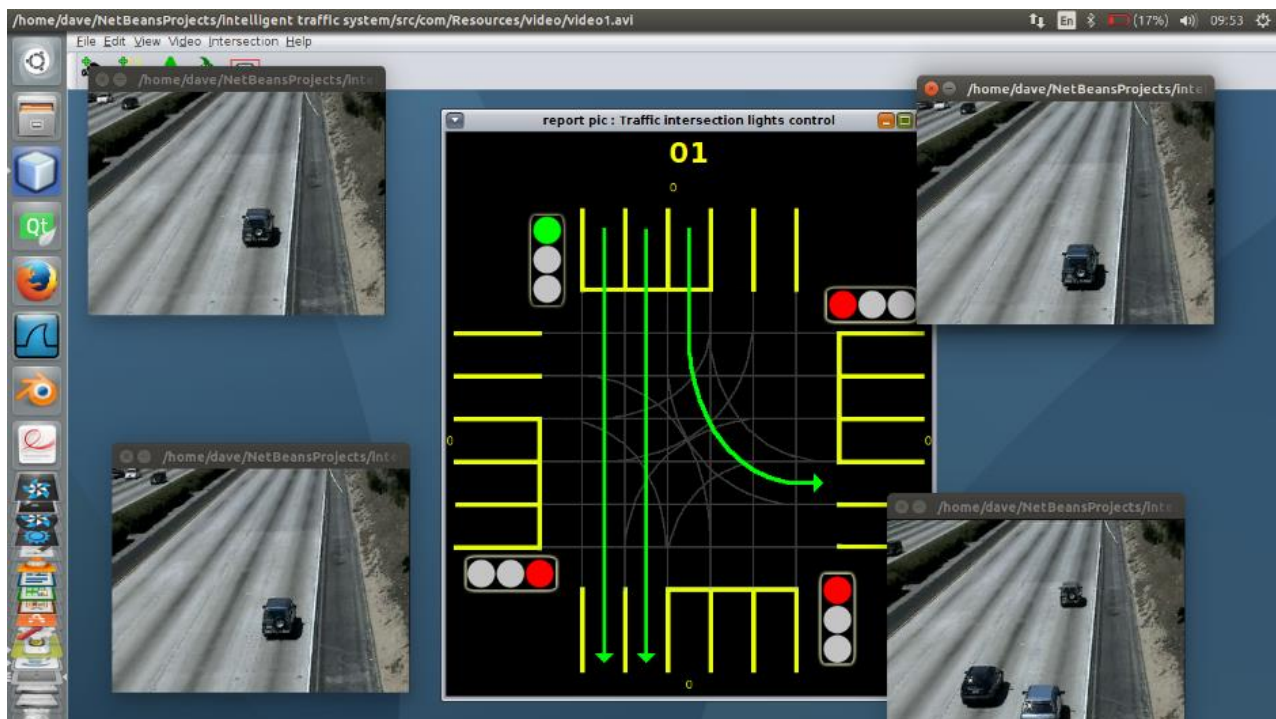 /home/dave/NetBeansProjects/intelligent traffic system/src/com/Resources/video/video1.avi
En
(17%)
09:53
File Edit View Video Intersection Help
/home/dave/NetBeansProjects/inte
/home/dave/NetBeansProjects/inte
report pic : Traffic intersection lights control
01
0
Qt
0
0
/home/dave/NetBeansProjects/inte
/home/dave/NetBeansProjects/inte
0